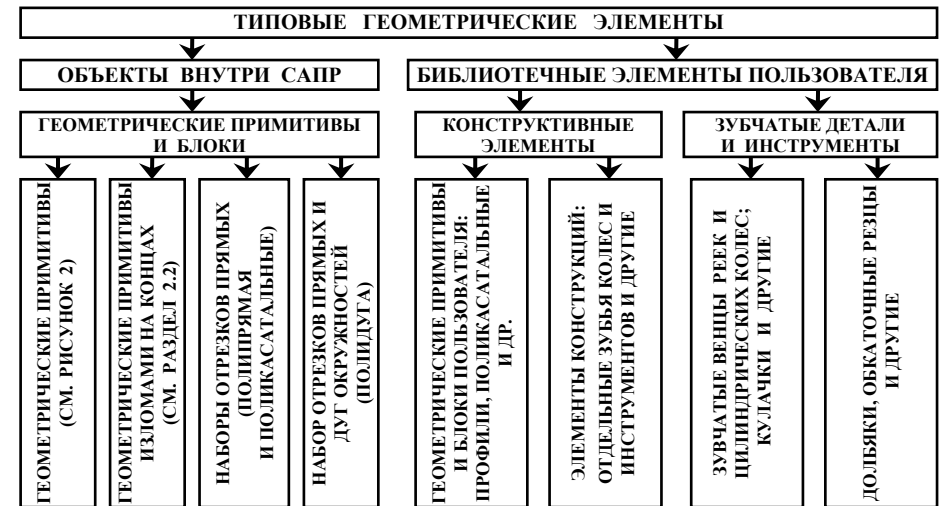 ТИПОВЫЕ ГЕОМЕТРИЧЕСКИЕ ЭЛЕМЕНТЫ
ОБЪЕКТЫ ВНУТРИ САПР
БИБЛИОТЕЧНЫЕ ЭЛЕМЕНТЫ ПОЛЬЗОВАТЕЛЯ
ГЕОМЕТРИЧЕСКИЕ ПРИМИТИВЫ
И БЛОКИ
КОНСТРУКТИВНЫЕ
ЭЛЕМЕНТЫ
ЗУБЧАТЫЕ ДЕТАЛИ
И ИНСТРУМЕНТЫ
ГЕОМЕТРИЧЕСКИЕ ПРИМИТИВЫ
(СМ. РИСУНОК 2)
ГЕОМЕТРИЧЕСКИЕ ПРИМИТИВЫ
ИЗЛОМАМИ НА КОНЦАХ
(СМ. РАЗДЕЛ 2.2)
НАБОРЫ ОТРЕЗКОВ ПРЯМЫХ
(ПОЛИПРЯМАЯ
И ПОЛИКАСАТАЛЬНЫЕ)
НАБОР ОТРЕЗКОВ ПРЯМЫХ И
ДУГ ОКРУЖНОСТЕЙ
(ПОЛИДУГА)
ГЕОМЕТРИЧЕСКИЕ ПРИМИТИВЫ
И БЛОКИ ПОЛЬЗОВАТЕЛЯ:
ПРОФИЛИ, ПОЛИКАСАТАЛЬНЫЕ
И ДР.
ЭЛЕМЕНТЫ КОНСТРУКЦИЙ:
ОТДЕЛЬНЫЕ ЗУБЬЯ КОЛЕС И
ИНСТРУМЕНТОВ И ДРУГИЕ
ЗУБЧАТЫЕ ВЕНЦЫ РЕЕК И
ЦИЛИНДРИЧЕСКИХ КОЛЕС;
КУЛАЧКИ И ДРУГИЕ
ДОЛБЯКИ, ОБКАТОЧНЫЕ РЕЗЦЫ
И ДРУГИЕ